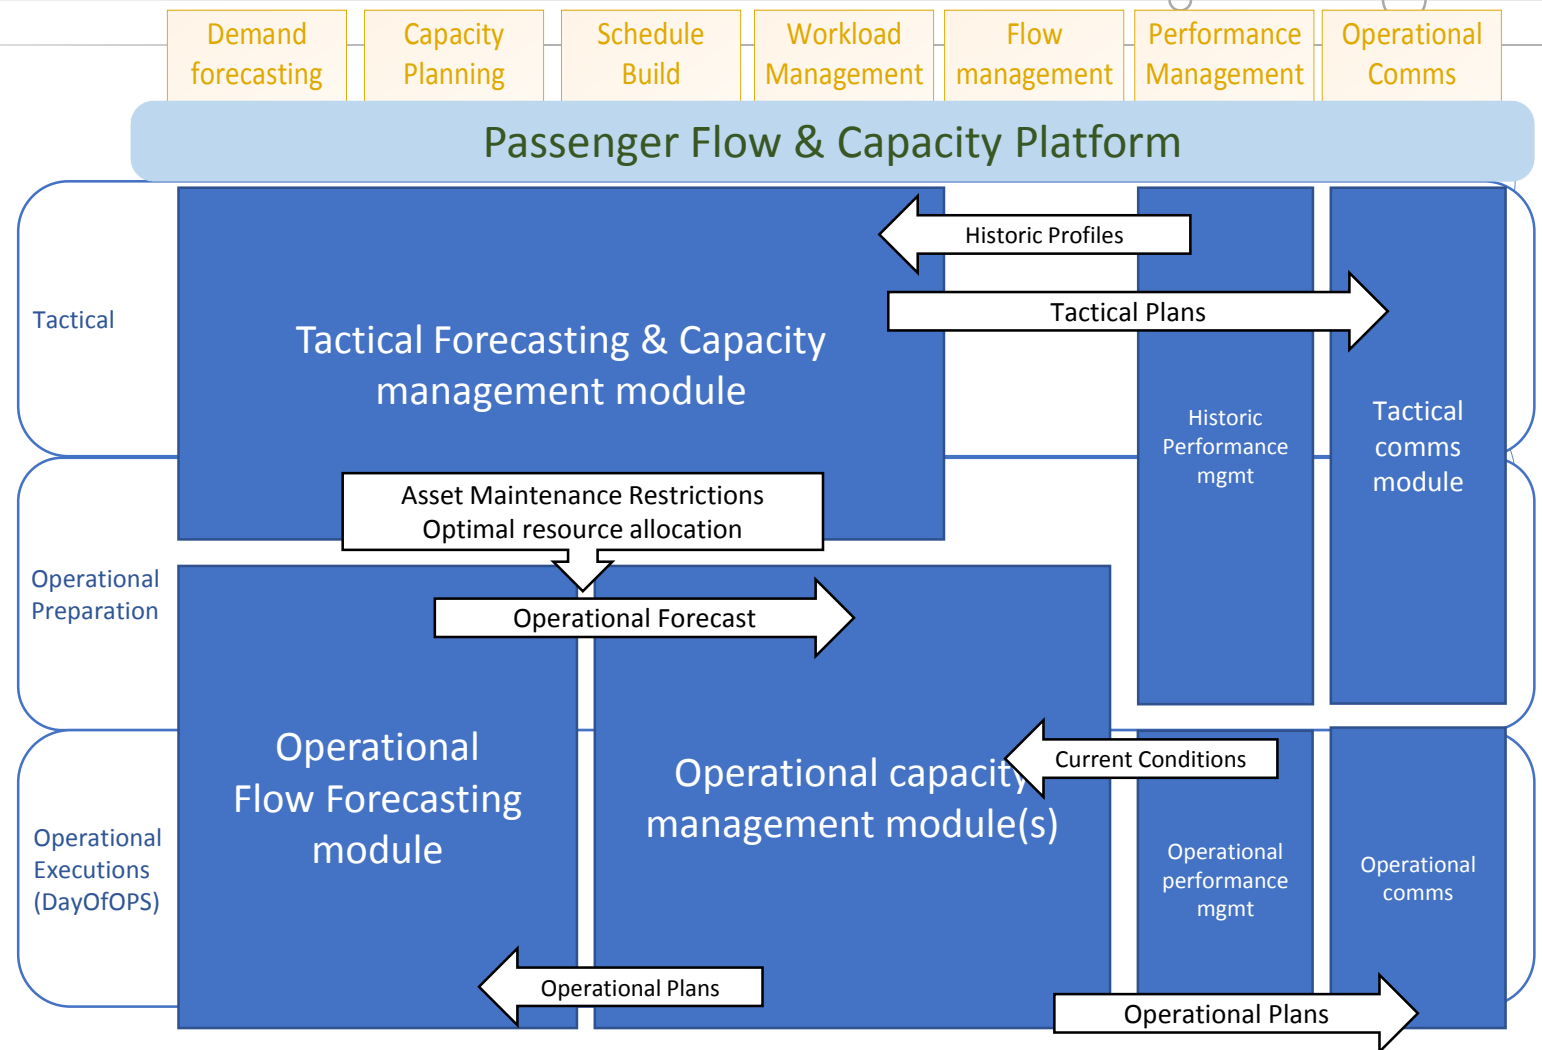 Demand
forecasting
Capacity
Planning
Schedule
Build
Workload
Management
Flow
management
Performance
Management
Operational
Comms
Passenger Flow & Capacity Platform
Historic Profiles
Tactical Plans
Tactical
Tactical Forecasting & Capacity
management module
Historic
Performance
mgmt
Tactical
comms
module
Asset Maintenance Restrictions
Optimal resource allocation
Operational
Preparation
Operational Forecast
Operational
Flow Forecasting
module
Operational capacity
management module(s)
Current Conditions
Operational
Executions
(DayOfOPS)
Operational
performance
mgmt
Operational
comms
Operational Plans
Operational Plans